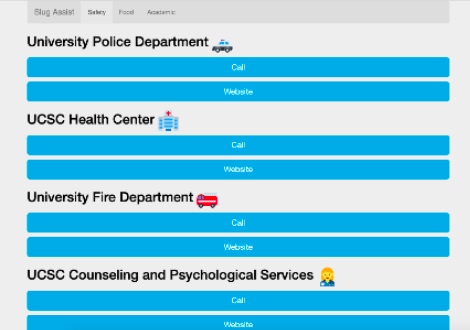 Slug Assist Safety Food Academic
University Police Department
Call
Website
UCSC Health Center
Call
Website
University Fire Department
Call
Website
UCSC Counseling and Psychological Services
Call
Website